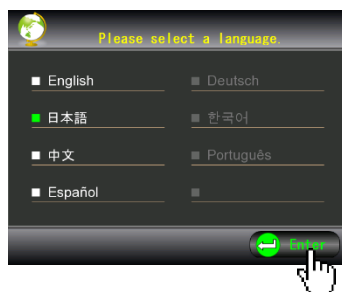 Please select a language.
English
Deutsch
日本語
한국어
中文
Português
Español
Enter